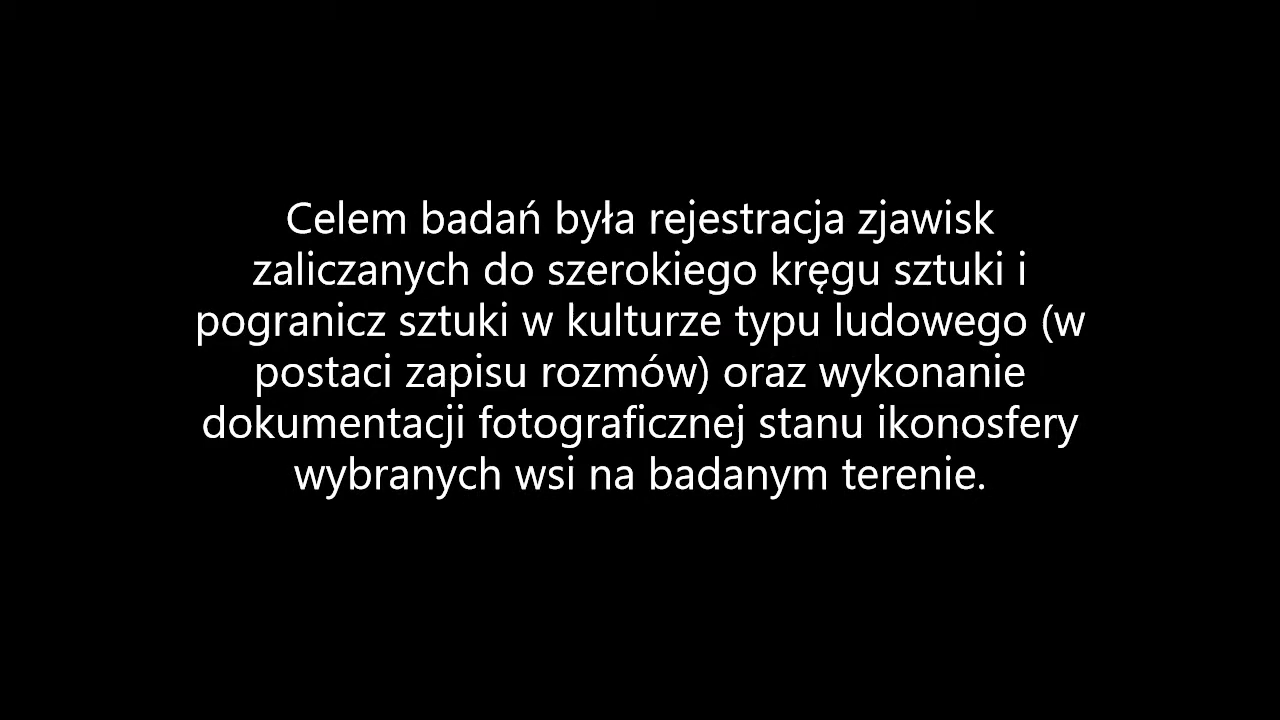 Celem badań była rejestracja zjawisk
zaliczanych do szerokiego kręgu sztuki i
pogranicz sztuki w kulturze typu ludowego (w
postaci zapisu rozmów) oraz wykonanie
dokumentacji fotograficznej stanu ikonosfery
wybranych wsi na badanym terenie.